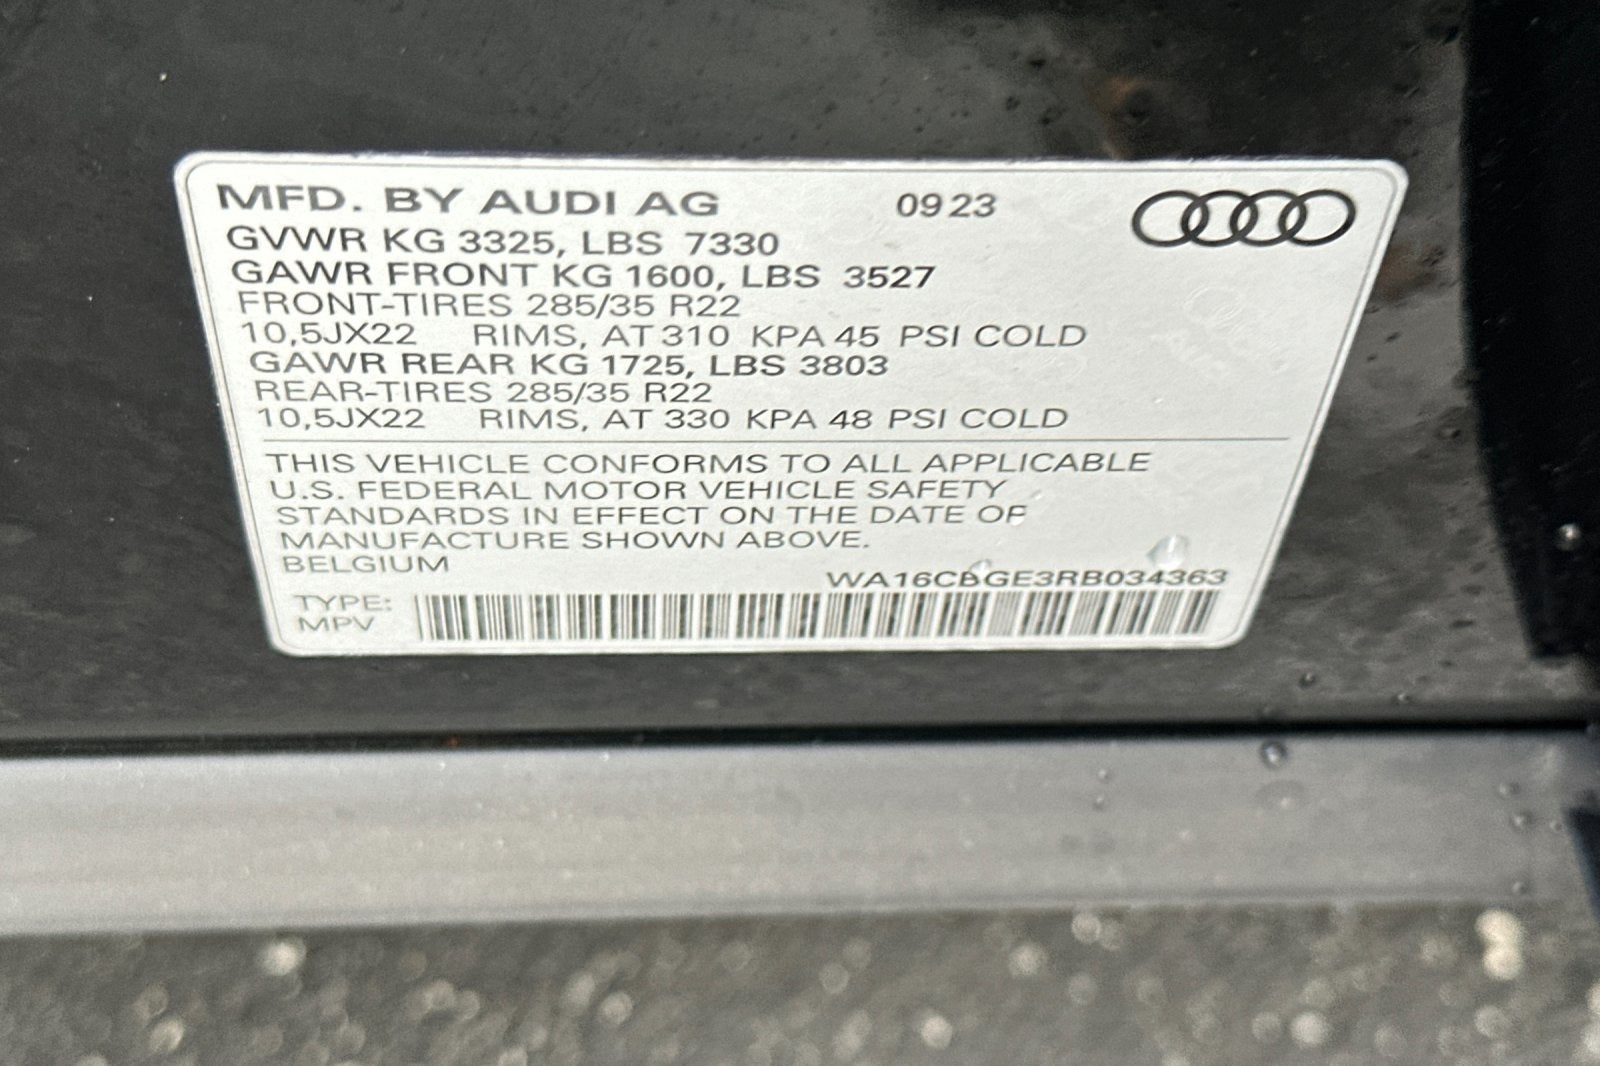 MFD. BY AUDI AG 0923
GVWR KG 3325, LBS 7330
GAWR FRONT KG 1600, LBS 3527
FRONT-TIRES 285/35 R22
10,5JX22 RIMS, AT 310 KPA 45 PSI COLD
GAWR REAR KG 1725, LBS 3803
REAR-TIRES 285/35 R22
10,5JX22 RIMS, AT 330 KPA 48 PSI COLD
THIS VEHICLE CONFORMS TO ALL APPLICABLE
U.S. FEDERAL MOTOR VEHICLE SAFETY
STANDARDS IN EFFECT ON THE DATE OF
MANUFACTURE SHOWN ABOVE.
BELGIUM
WA16CBGE3RB034363
TYPE:
MPV